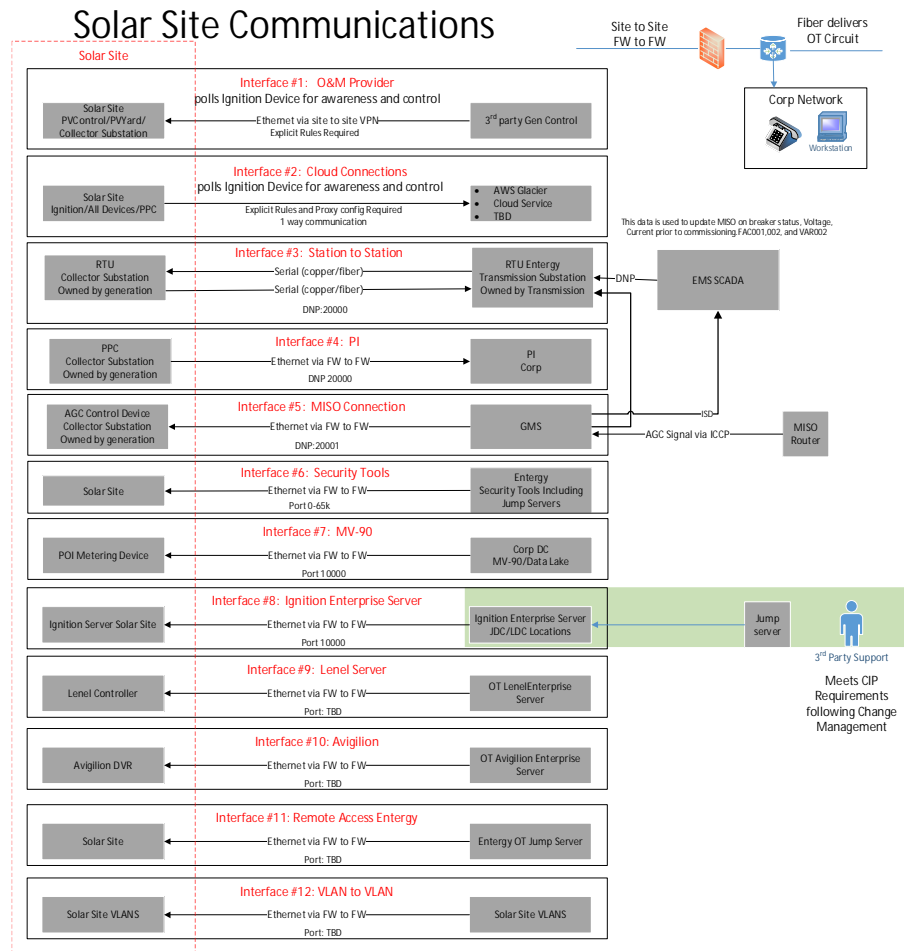 Solar Site Communications
Site to Site
FW to FW
Fiber delivers
OT Circuit
Corp Network
Workstation
Solar Site
Interface #1: O&M Provider
polls Ignition Device for awareness and control
Solar Site
PVControl/PVYard/
Collector Substation
Ethernet via site to site VPN
Explicit Rules Required
3rd party Gen Control
Interface #2: Cloud Connections
polls Ignition Device for awareness and control
Solar Site
Ignition/All Devices/PPC
Explicit Rules and Proxy config Required
1 way communication
• AWS Glacier
• Cloud Service
• TBD
This data is used to update MISO on breaker status, Voltage,
Current prior to commissioning.FAC001,002, and VAR002
Interface #3: Station to Station
RTU
Collector Substation
Owned by generation
Serial (copper/fiber)
Serial (copper/fiber)
DNP:20000
RTU Entergy
Transmission Substation
Owned by Transmission
DNP
EMS SCADA
Interface #4: PI
PPC
Collector Substation
Owned by generation
Ethernet via FW to FW
DNP 20000
PI
Corp
Interface #5: MISO Connection
AGC Control Device
Collector Substation
Owned by generation
Ethernet via FW to FW
DNP:20001
GMS
ISD
AGC Signal via ICCP
MISO
Router
Interface #6: Security Tools
Solar Site
Ethernet via FW to FW
Port 0-65k
Entergy
Security Tools Including
Jump Servers
Interface #7: MV-90
POI Metering Device
Ethernet via FW to FW
Port 10000
Corp DC
MV-90/Data Lake
Interface #8: Ignition Enterprise Server
Ignition Server Solar Site
Ethernet via FW to FW
Port 10000
Ignition Enterprise Server
JDC/LDC Locations
Jump
server
3rd Party Support
Meets CIP
Requirements
following Change
Management
Interface #9: Lenel Server
Lenel Controller
Ethernet via FW to FW
Port: TBD
OT LenelEnterprise
Server
Interface #10: Avigilion
Avigilion DVR
Ethernet via FW to FW
Port: TBD
OT Avigilion Enterprise
Server
Interface #11: Remote Access Entergy
Solar Site
Ethernet via FW to FW
Port: TBD
Entergy OT Jump Server
Interface #12: VLAN to VLAN
Solar Site VLANS
Ethernet via FW to FW
Port: TBD
Solar Site VLANS